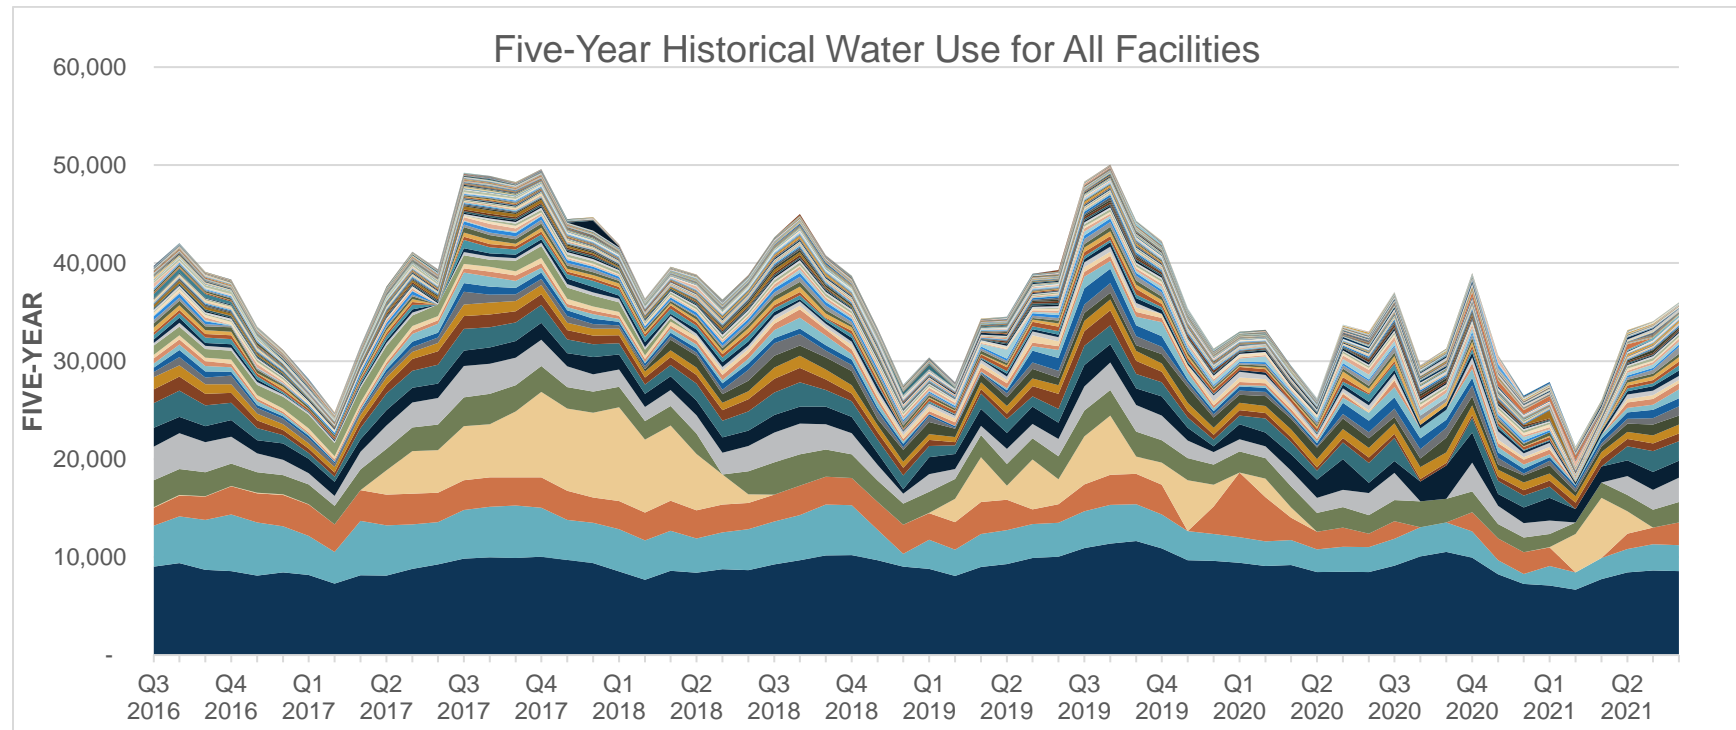 Five-Year Historical Water Use for All Facilities
60,000
50,000
40,000
30,000
20,000
10,000
-
FIVE-YEAR
Q3 Q4 Q1 Q2 Q3 Q4 Q1 Q2 Q3 Q4 Q1 Q2 Q3 Q4 Q1 Q2 Q3 Q4 Q1 Q2
2016 2016 2017 2017 2017 2017 2018 2018 2018 2018 2019 2019 2019 2019 2020 2020 2020 2020 2021 2021